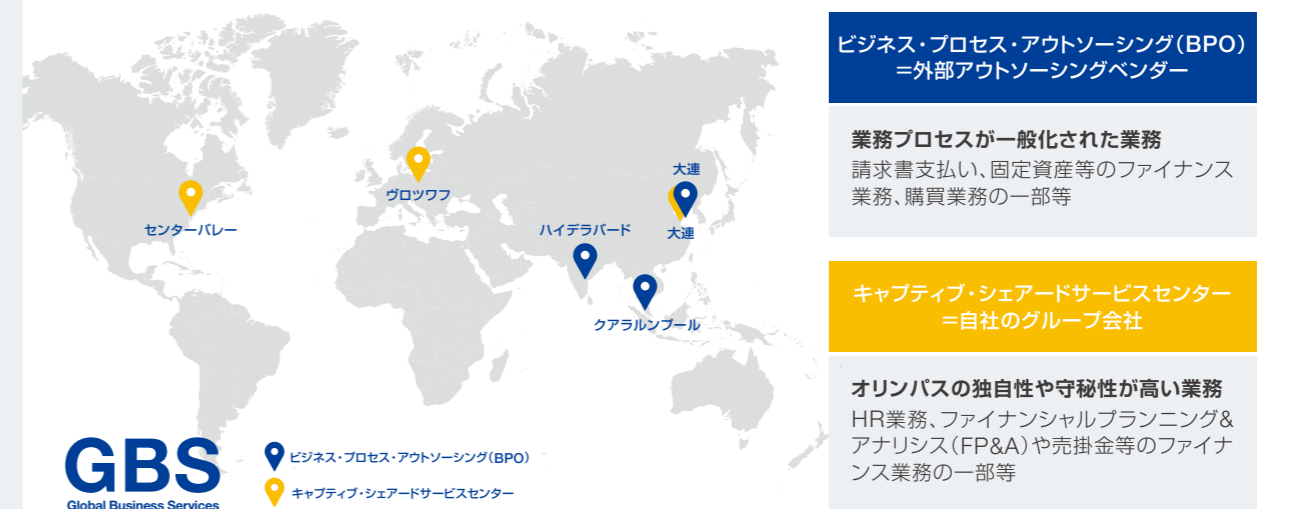 センターバレー
ヴロツワフ
ハイデラバード
大連
大連
クアラルンプール
GBS
Global Business Services
ビジネス・プロセス・アウトソーシング(BPO)
キャプティブ・シェアードサービスセンター
ビジネス・プロセス・アウトソーシング(BPO)
=外部アウトソーシングベンダー
業務プロセスが一般化された業務
請求書支払い、固定資産等のファイナンス
業務、購買業務の一部等
キャプティブ・シェアードサービスセンター
=自社のグループ会社
オリンパスの独自性や守秘性が高い業務
HR業務、ファイナンシャルプランニング&
アナリシス(FP&A)や売掛金等のファイナ
ンス業務の一部等